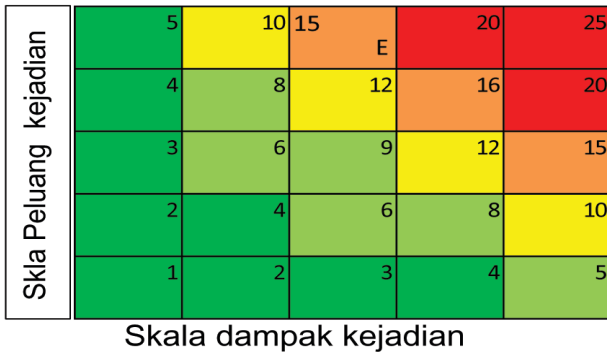 Skla Peluang kejadian
5 10 15 20 25
E
4 8 12 16 20
3 6 9 12 15
2 4 6 8 10
1 2 3 4 5
Skala dampak kejadian